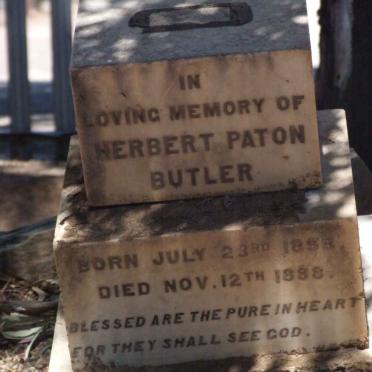 IN
LOVING MEMORY OF
HERBERT PATON
BUTLER
BORN JULY 23RD 1888.
DIED NOV. 12TH 1888.
BLESSED ARE THE PURE IN HEART
FOR THEY SHALL SEE GOD.